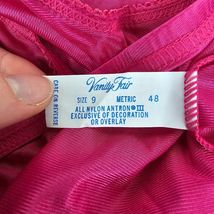 CARE ON REVERSE
Vanity Fair
SIZE 9 METRIC 48
ALL NYLON ANTRON III
EXCLUSIVE OF DECORATION
OR OVERLAY